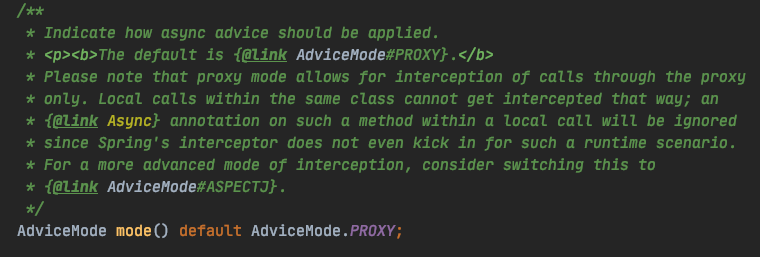 /**
* Indicate how async advice should be applied.
* <p><b>The default is {@link AdviceMode#PROXY}.</b>
* Please note that proxy mode allows for interception of calls through the proxy
* only. Local calls within the same class cannot get intercepted that way; an
* {@link Async} annotation on such a method within a local call will be ignored
* since Spring's interceptor does not even kick in for such a runtime scenario.
* For a more advanced mode of interception, consider switching this to
* {@link AdviceMode#ASPECTJ}.
*/
AdviceMode mode() default AdviceMode.PROXY;